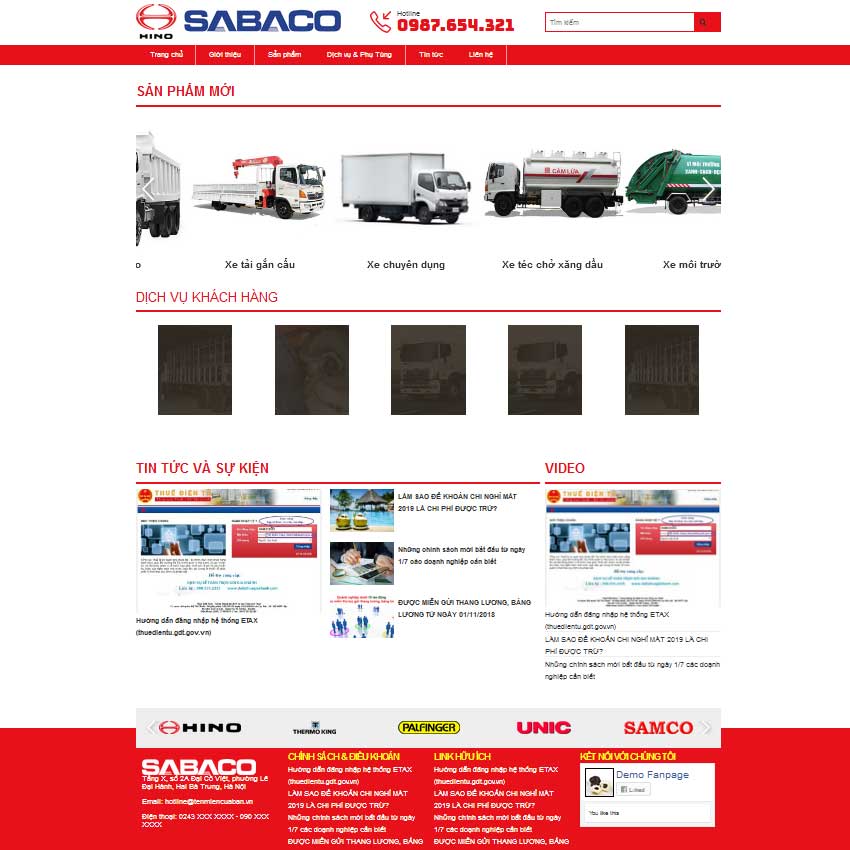 HINO
SABACO
Hotline
0987.654.321
Tìm kiếm
Trang chủ
Giới thiệu
Sản phẩm
Dịch vụ & Phụ Tùng
Tin tức
Liên hệ
SẢN PHẨM MỚI
CẨM LỬA
o
Xe tải gắn cẩu
Xe chuyên dụng
Xe téc chở xăng dầu
Xe môi trườ
DỊCH VỤ KHÁCH HÀNG
TIN TỨC VÀ SỰ KIỆN
VIDEO
THUẾ ĐIỆN T
Hướng dẫn đăng nhập hệ thống ETAX
(thuedientu.gdt.gov.vn)
LÀM SAO ĐỂ KHOẢN CHI NGHỈ MÁT
2019 LÀ CHI PHÍ ĐƯỢC TRỪ?
Những chính sách mới bắt đầu từ ngày
1/7 các doanh nghiệp cần biết
ĐƯỢC MIỄN GỬI THANG LƯƠNG, BẢNG
LƯƠNG TỪ NGÀY 01/11/2018
THUẾ ĐIỆN T
Hướng dẫn đăng nhập hệ thống ETAX
(thuedientu.gdt.gov.vn)
LÀM SAO ĐỂ KHOẢN CHI NGHỈ MÁT 2019 LÀ CHI
PHÍ ĐƯỢC TRỪ?
Những chính sách mới bắt đầu từ ngày 1/7 các doanh
nghiệp cần biết
HINO
THERMO KING
PALFINGER
UNIC
SAMCO
SABACO
Tầng X, số 2A Đại Cồ Việt, phường Lê
Đại Hành, Hai Bà Trưng, Hà Nội
Email: hotline@tenmiencuaban.vn
Điện thoại: 0243 XXX XXXX - 090 XXX
XXXX
CHÍNH SÁCH & ĐIỀU KHOẢN
Hướng dẫn đăng nhập hệ thống ETAX
(thuedientu.gdt.gov.vn)
LÀM SAO ĐỂ KHOẢN CHI NGHỈ MÁT
2019 LÀ CHI PHÍ ĐƯỢC TRỪ?
Những chính sách mới bắt đầu từ ngày
1/7 các doanh nghiệp cần biết
ĐƯỢC MIỄN GỬI THANG LƯƠNG, BẢNG
LINK HỮU ÍCH
Hướng dẫn đăng nhập hệ thống ETAX
(thuedientu.gdt.gov.vn)
LÀM SAO ĐỂ KHOẢN CHI NGHỈ MÁT
2019 LÀ CHI PHÍ ĐƯỢC TRỪ?
Những chính sách mới bắt đầu từ ngày
1/7 các doanh nghiệp cần biết
ĐƯỢC MIỄN GỬI THANG LƯƠNG, BẢNG
KẾT NỐI VỚI CHÚNG TÔI
Demo Fanpage
Liked
You like this